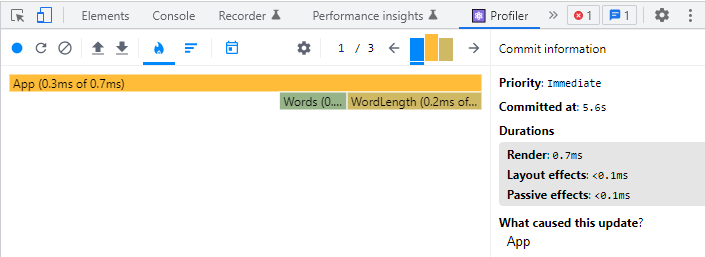 Elements Console Recorder Performance insights Profiler » 1 1
1 / 3
Commit information
App (0.3ms of 0.7ms)
Words (0.... WordLength (0.2ms of...
Priority: Immediate
Committed at: 5.6s
Durations
Render: 0.7ms
Layout effects: <0.1ms
Passive effects: <0.1ms
What caused this update?
App